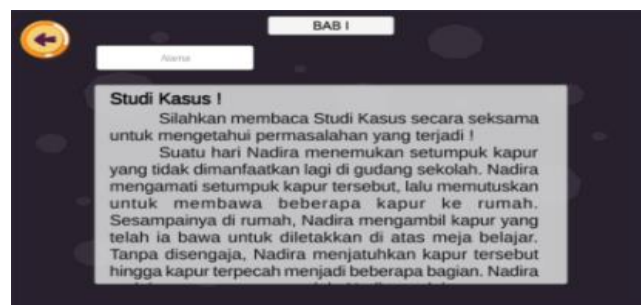 BAB I
Nama
Studi Kasus !
Silahkan membaca Studi Kasus secara seksama
untuk mengetahui permasalahan yang terjadi !
Suatu hari Nadira menemukan setumpuk kapur
yang tidak dimanfaatkan lagi di gudang sekolah. Nadira
mengamati setumpuk kapur tersebut, lalu memutuskan
untuk membawa beberapa kapur ke rumah.
Sesampainya di rumah, Nadira mengambil kapur yang
telah ia bawa untuk diletakkan di atas meja belajar.
Tanpa disengaja, Nadira menjatuhkan kapur tersebut
hingga kapur terpecah menjadi beberapa bagian. Nadira